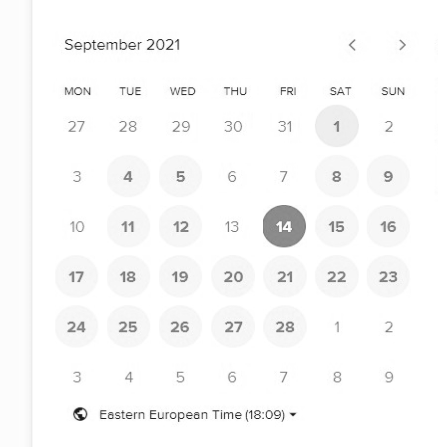 September 2021 < >
MON TUE WED THU FRI SAT SUN
27 28 29 30 31 1 2
3 4 5 6 7 8 9
10 11 12 13 14 15 16
17 18 19 20 21 22 23
24 25 26 27 28 1 2
3 4 5 6 7 8 9
Eastern European Time (18:09)